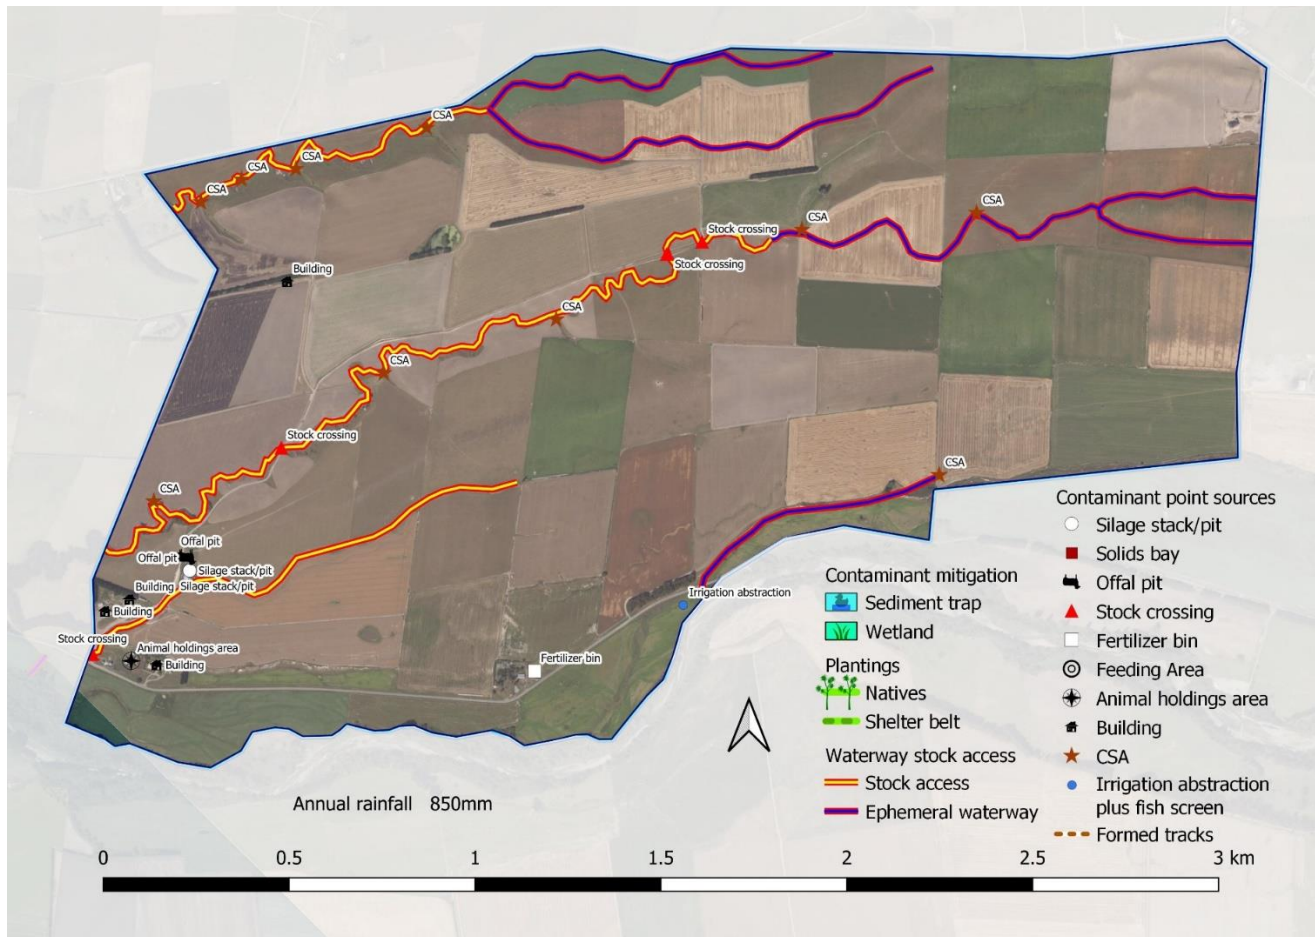 CSA
CSA
CSA
CSA
CSA
CSA
Stock crossing
Stock crossing
Building
CSA
CSA
Stock crossing
CSA
CSA
Offal pit
Offal pit
Silage stack/pit
Silage stack/pit
Building
Building
Irrigation abstraction
Stock crossing
Animal holdings area
Building
Fertilizer bin
Contaminant mitigation
Sediment trap
Wetland
Plantings
Natives
Shelter belt
Waterway stock access
Stock access
Ephemeral waterway
Contaminant point sources
Silage stack/pit
Solids bay
Offal pit
Stock crossing
Fertilizer bin
Feeding Area
Animal holdings area
Building
CSA
Irrigation abstraction
plus fish screen
Formed tracks
Annual rainfall 850mm
0 0.5 1 1.5 2 2.5 3 km